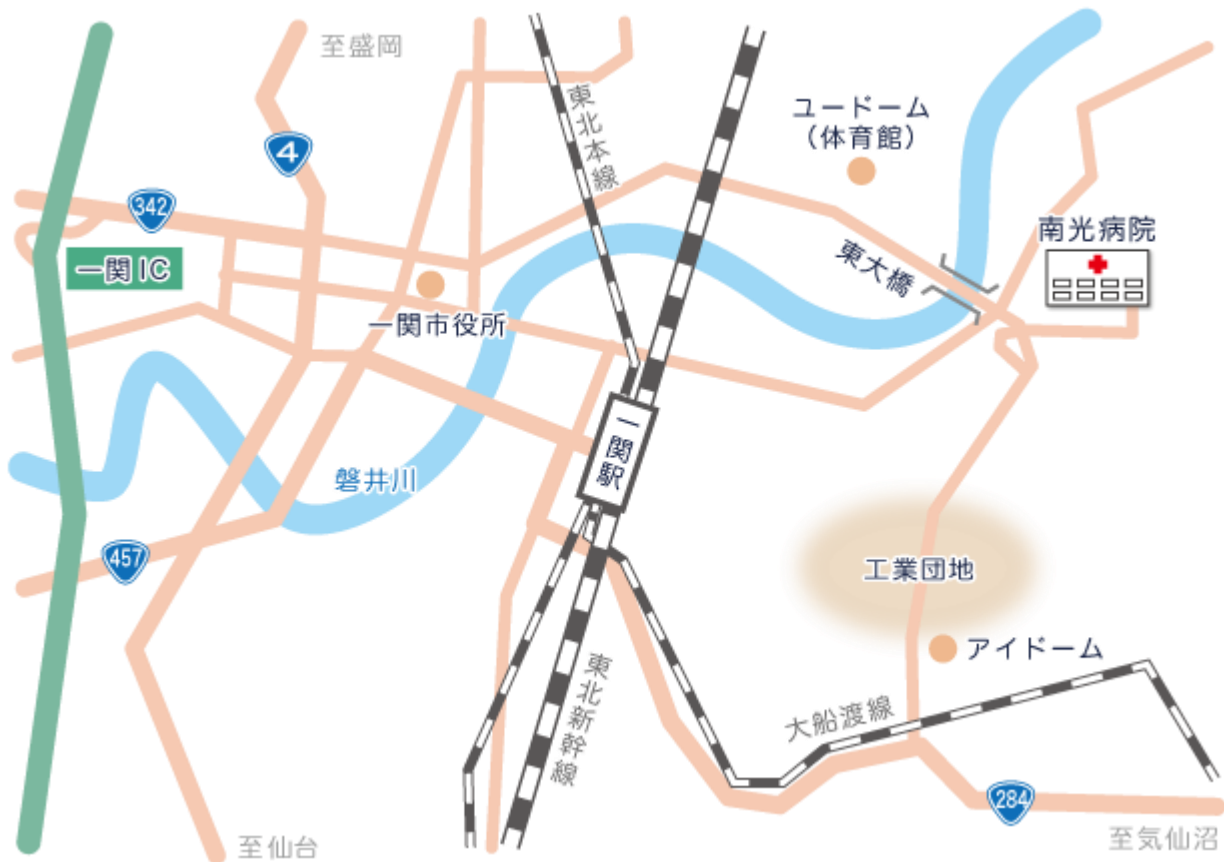 至盛岡
4
東北本線
ユードーム
（体育館）
342
南光病院
一関IC
東大橋
一関市役所
一関駅
磐井川
457
工業団地
アイドーム
東北新幹線
大船渡線
284
至仙台
至気仙沼